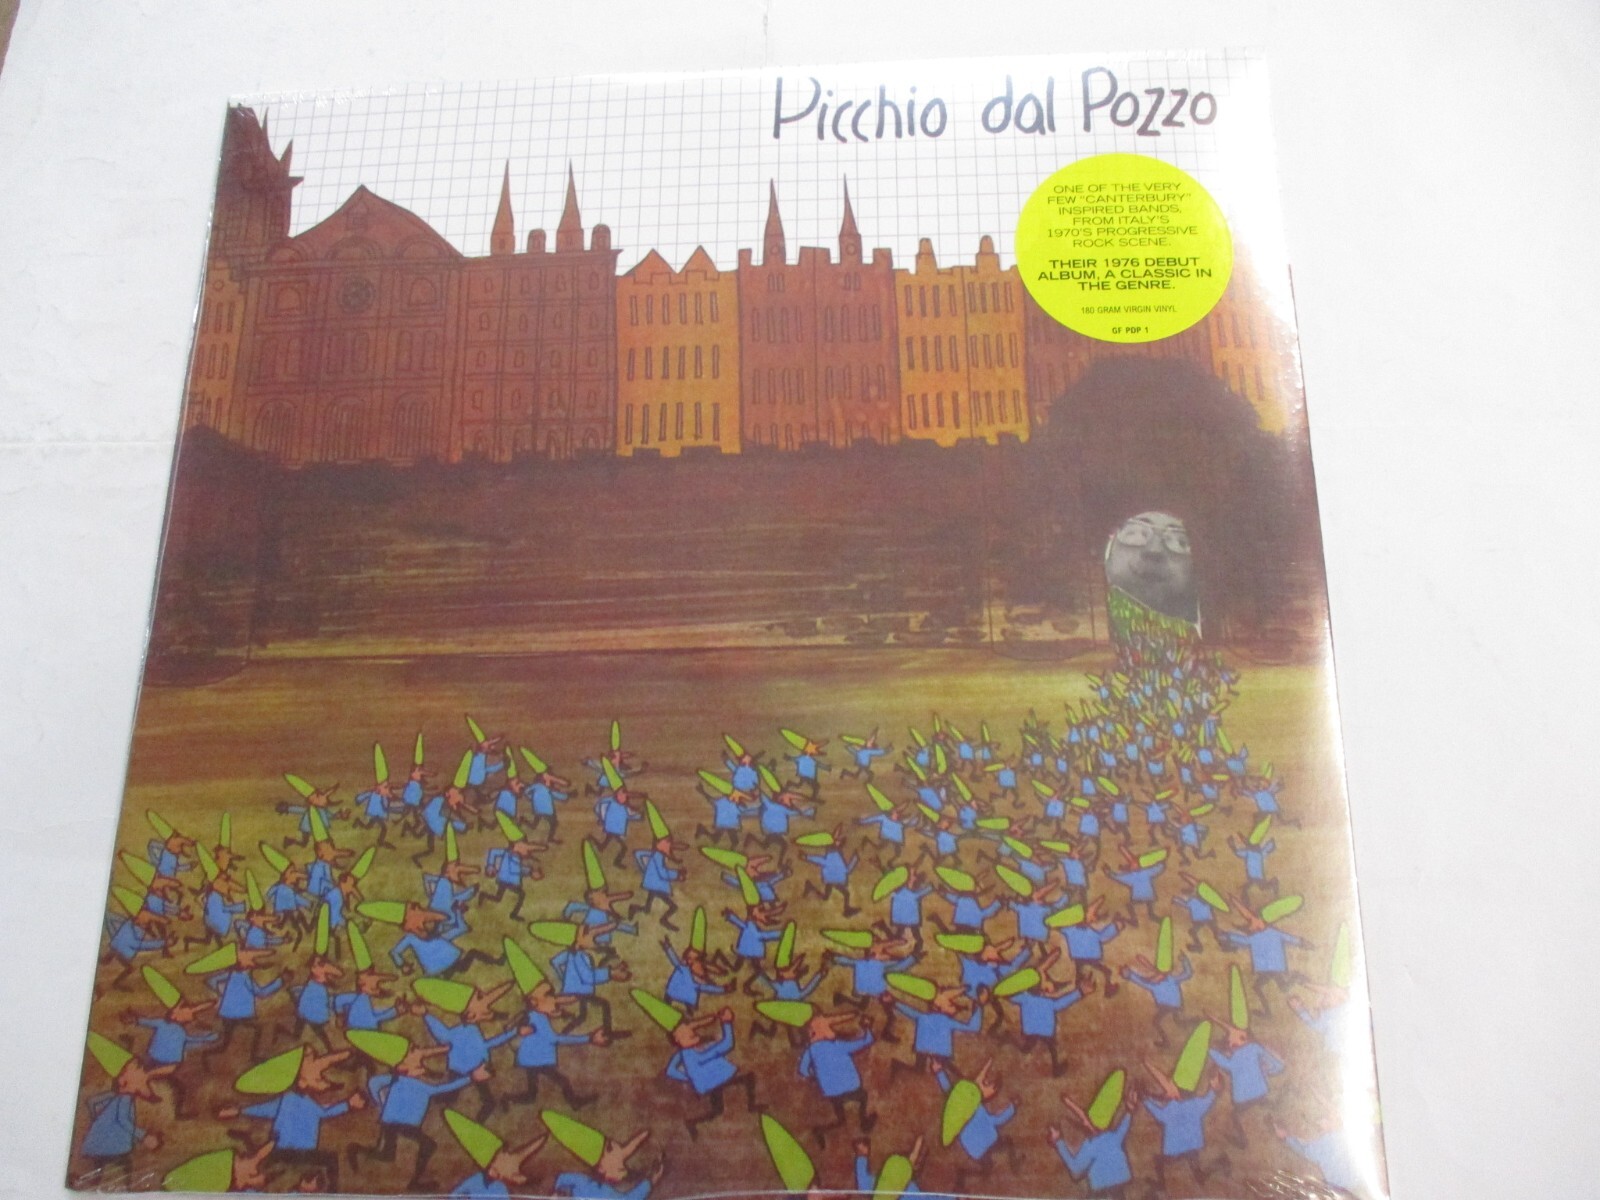 Picchio dal Pozzo
ONE OF THE VERY
FEW "CANTERBURY"
INSPIRED BANDS,
FROM ITALY'S
1970'S PROGRESSIVE
ROCK SCENE.
THEIR 1976 DEBUT
ALBUM, A CLASSIC IN
THE GENRE.
180 GRAM VIRGIN VINYL
GF PDP 1